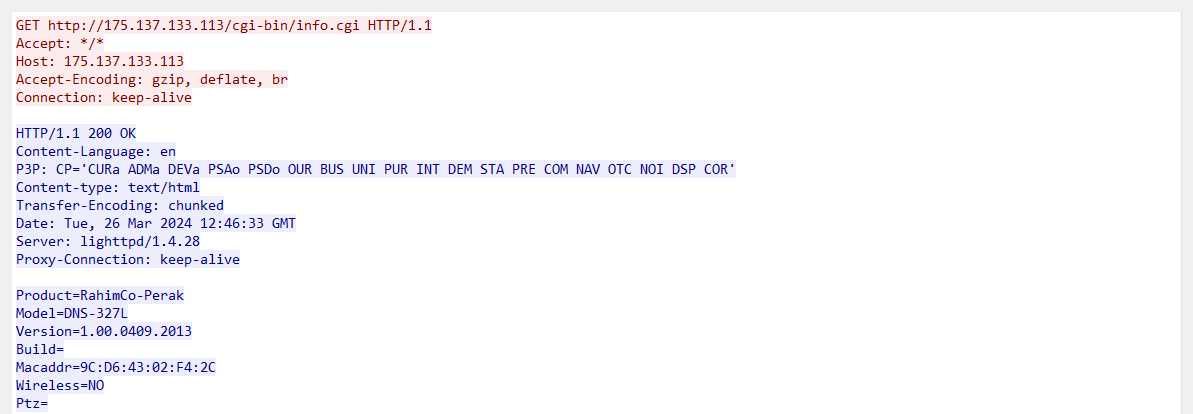 GET http://175.137.133.113/cgi-bin/info.cgi HTTP/1.1
Accept: */*
Host: 175.137.133.113
Accept-Encoding: gzip, deflate, br
Connection: keep-alive

HTTP/1.1 200 OK
Content-Language: en
P3P: CP='CURa ADMa DEVa PSAo PSDo OUR BUS UNI PUR INT DEM STA PRE COM NAV OTC NOI DSP COR'
Content-type: text/html
Transfer-Encoding: chunked
Date: Tue, 26 Mar 2024 12:46:33 GMT
Server: lighttpd/1.4.28
Proxy-Connection: keep-alive

Product=RahimCo-Perak
Model=DNS-327L
Version=1.00.0409.2013
Build=
Macaddr=9C:D6:43:02:F4:2C
Wireless=NO
Ptz=